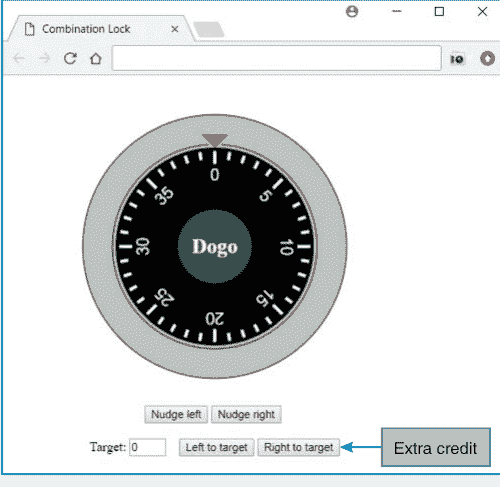 Combination Lock
0
5
10
15
20
25
30
35
Dogo
Nudge left Nudge right
Target: 0 Left to target Right to target
Extra credit